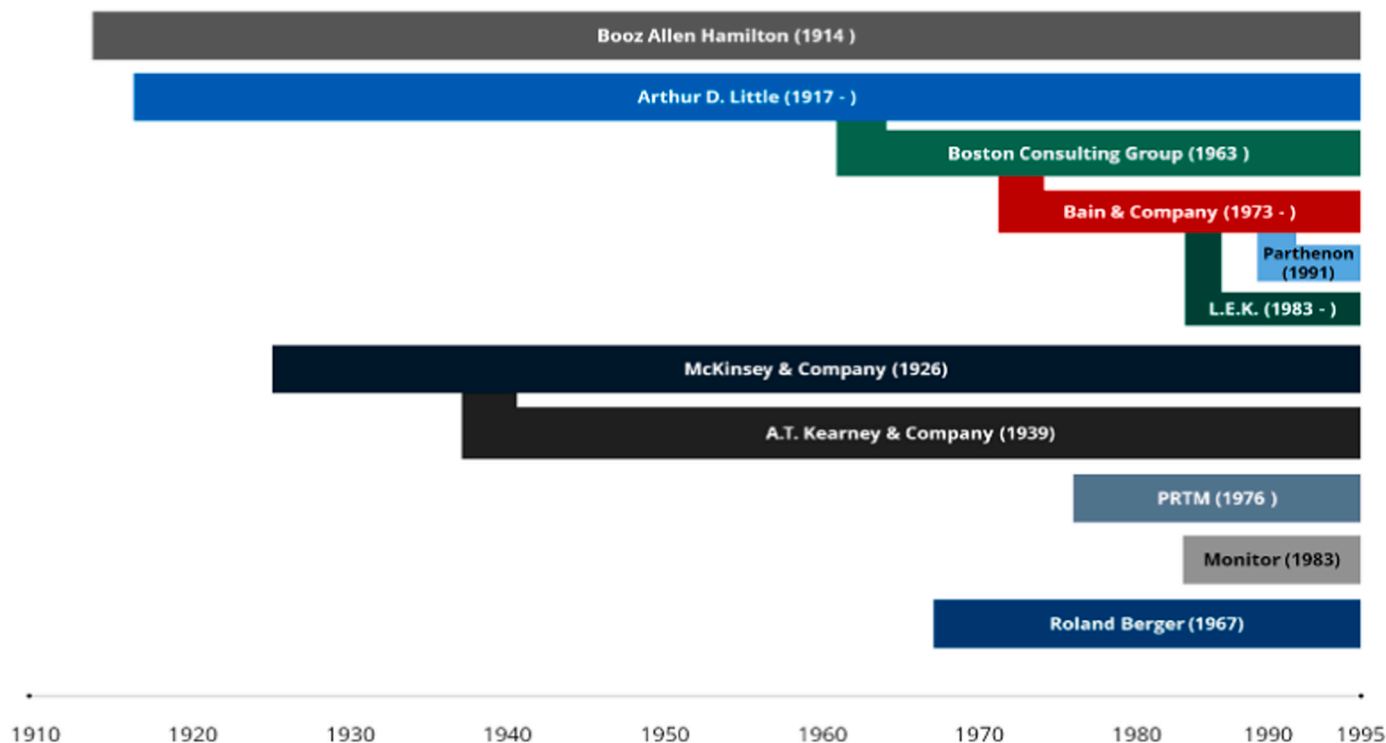 Booz Allen Hamilton (1914 )
Arthur D. Little (1917 - )
Boston Consulting Group (1963 )
Bain & Company (1973 - )
Parthenon
(1991)
L.E.K. (1983 - )
McKinsey & Company (1926)
A.T. Kearney & Company (1939)
PRTM (1976 )
Monitor (1983)
Roland Berger (1967)
1910 1920 1930 1940 1950 1960 1970 1980 1990 1995